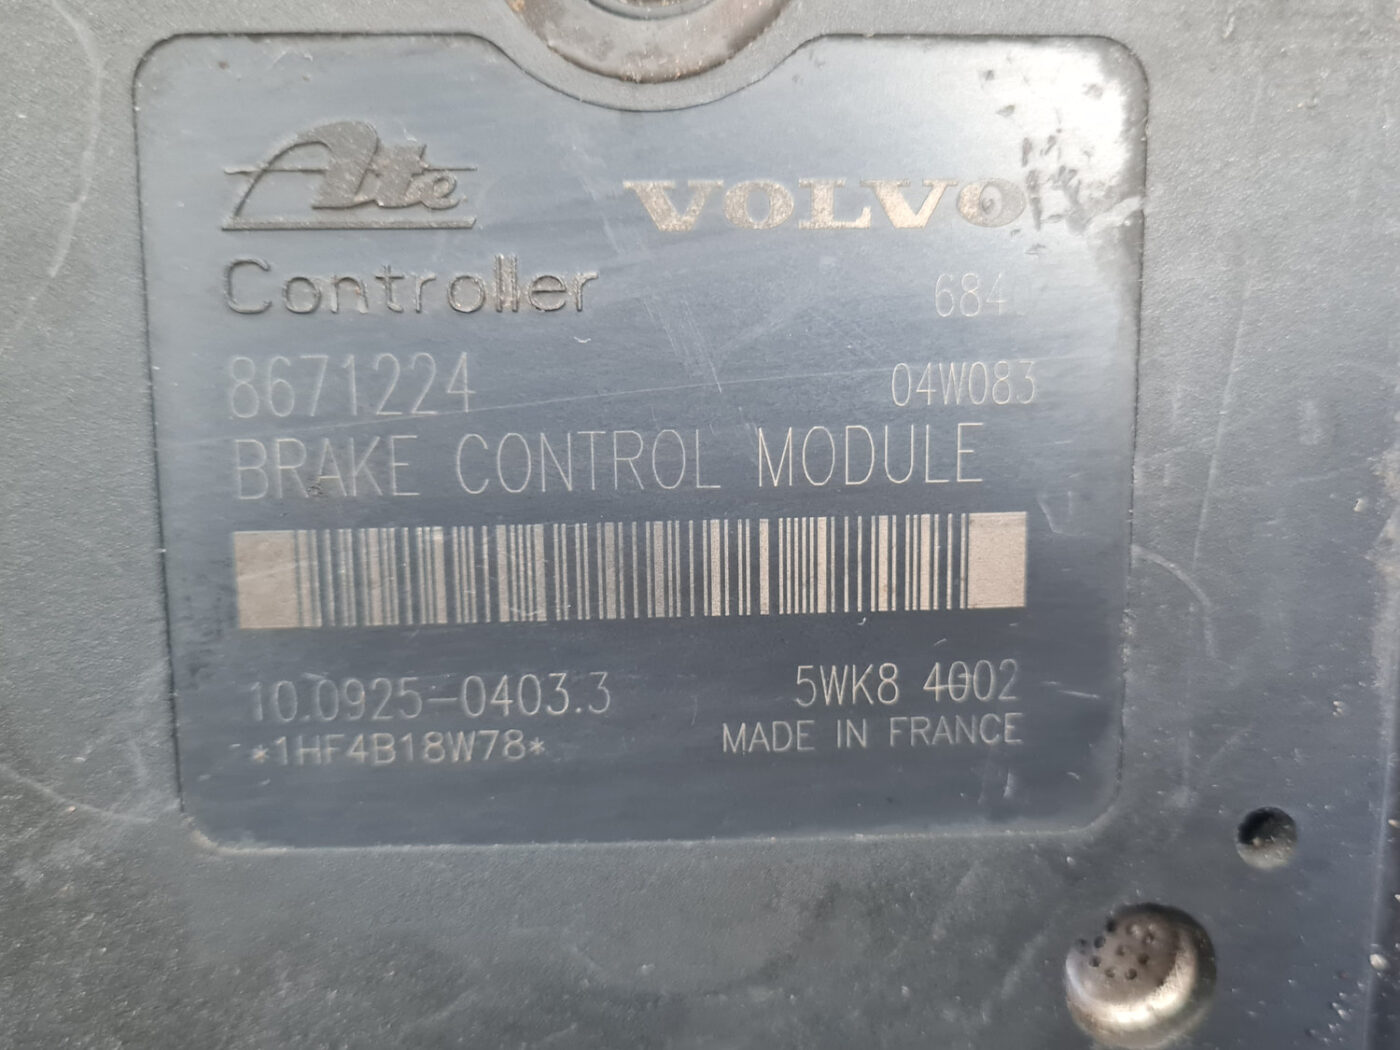 Ate VOLVO
Controller
8671224 04W083
BRAKE CONTROL MODULE
10.0925-0403.3 5WK8 4002
*1HF4B18W78* MADE IN FRANCE